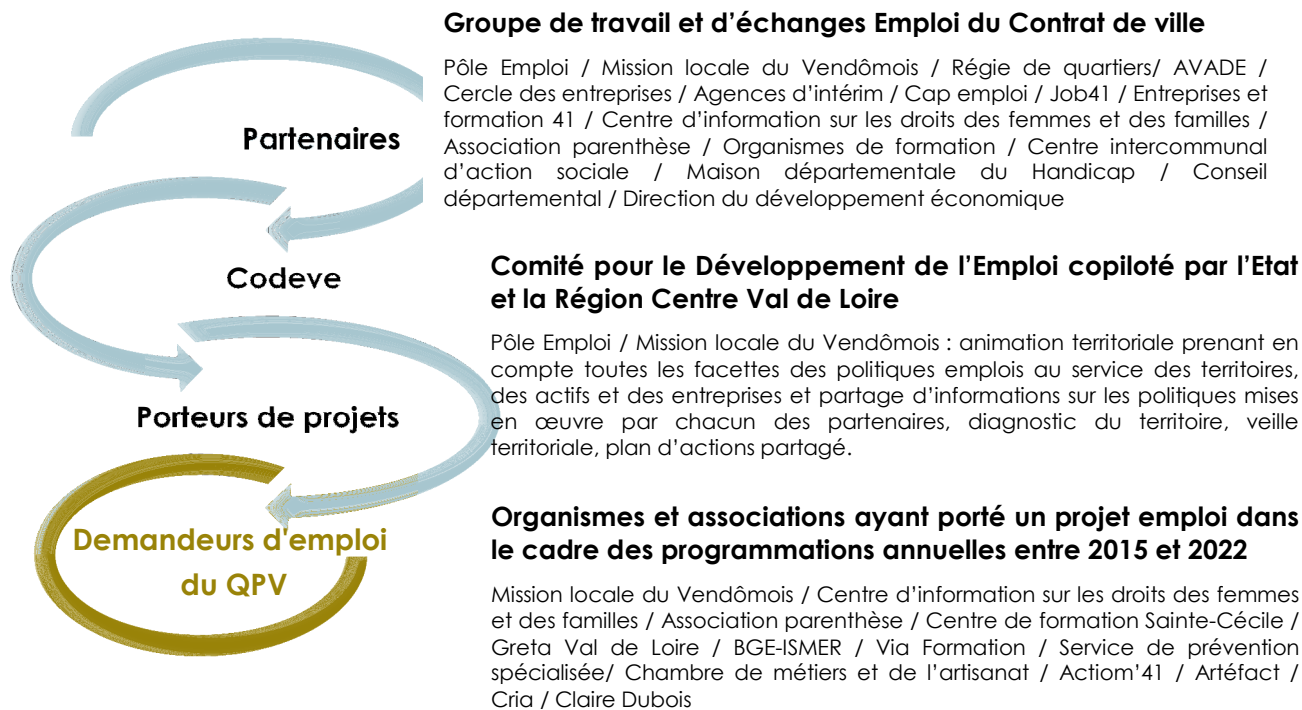 Groupe de travail et d’échanges Emploi du Contrat de ville
Pôle Emploi / Mission locale du Vendômois / Régie de quartiers/ AVADE /
Cercle des entreprises / Agences d’intérim / Cap emploi / Job41 / Entreprises et
formation 41 / Centre d’information sur les droits des femmes et des familles /
Association parenthèse / Organismes de formation / Centre intercommunal
d’action sociale / Maison départementale du Handicap / Conseil
départemental / Direction du développement économique
Partenaires
Comité pour le Développement de l’Emploi copiloté par l’Etat
et la Région Centre Val de Loire
Pôle Emploi / Mission locale du Vendômois : animation territoriale prenant en
compte toutes les facettes des politiques emplois au service des territoires,
des actifs et des entreprises et partage d’informations sur les politiques mises
en œuvre par chacun des partenaires, diagnostic du territoire, veille
territoriale, plan d’actions partagé.
Codeve
Porteurs de projets
Organismes et associations ayant porté un projet emploi dans
le cadre des programmations annuelles entre 2015 et 2022
Mission locale du Vendômois / Centre d’information sur les droits des femmes
et des familles / Association parenthèse / Centre de formation Sainte-Cécile /
Greta Val de Loire / BGE-ISMER / Via Formation / Service de prévention
spécialisée/ Chambre de métiers et de l’artisanat / Actiom’41 / Artéfact /
Cria / Claire Dubois
Demandeurs d'emploi
du QPV